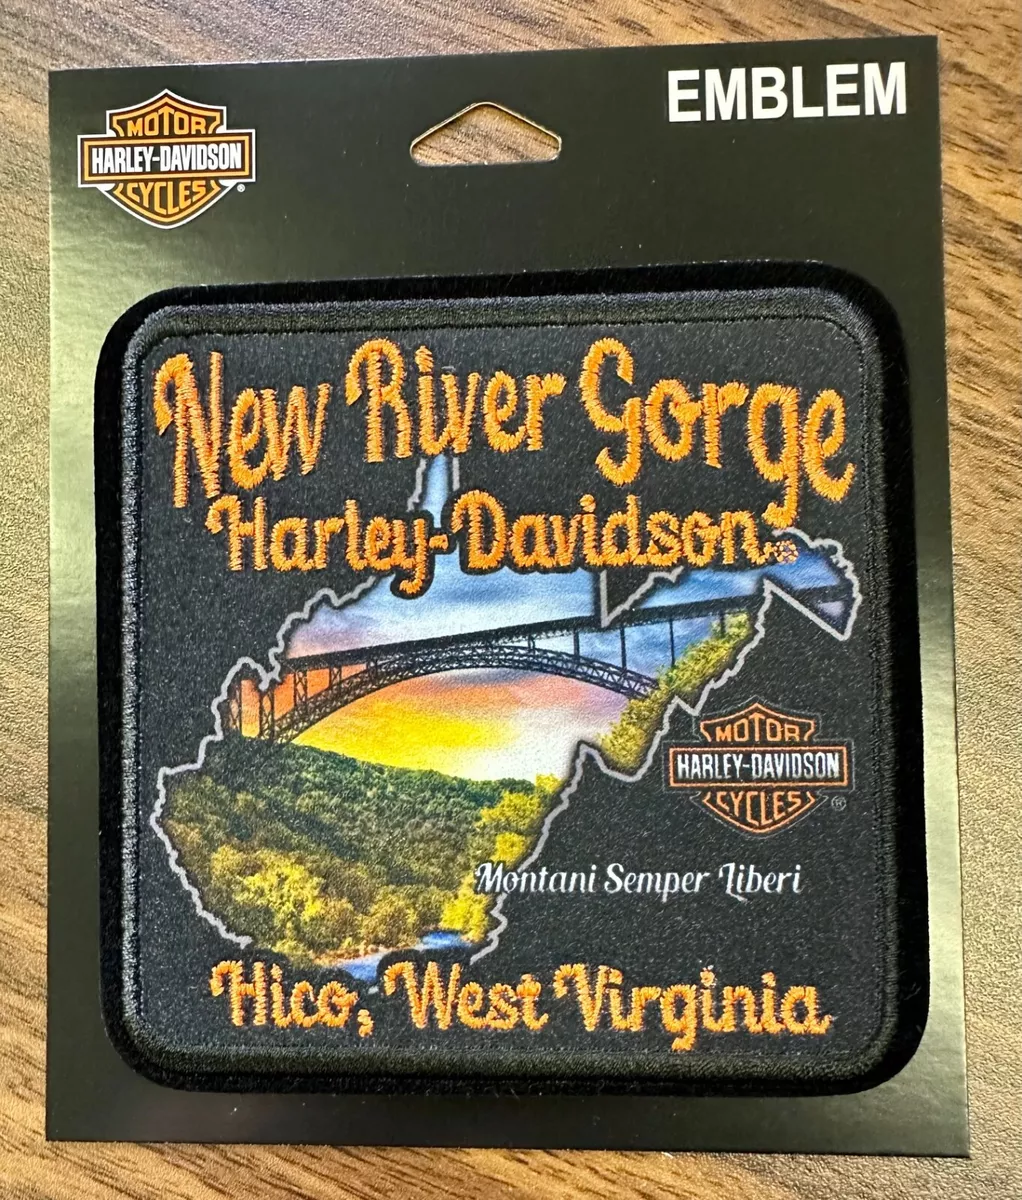 EMBLEM
MOTOR
HARLEY-DAVIDSON
CYCLES
®
New River Gorge
Harley-Davidson®
MOTOR
HARLEY-DAVIDSON
CYCLES
®
Montani Semper Liberi
Hico, West Virginia